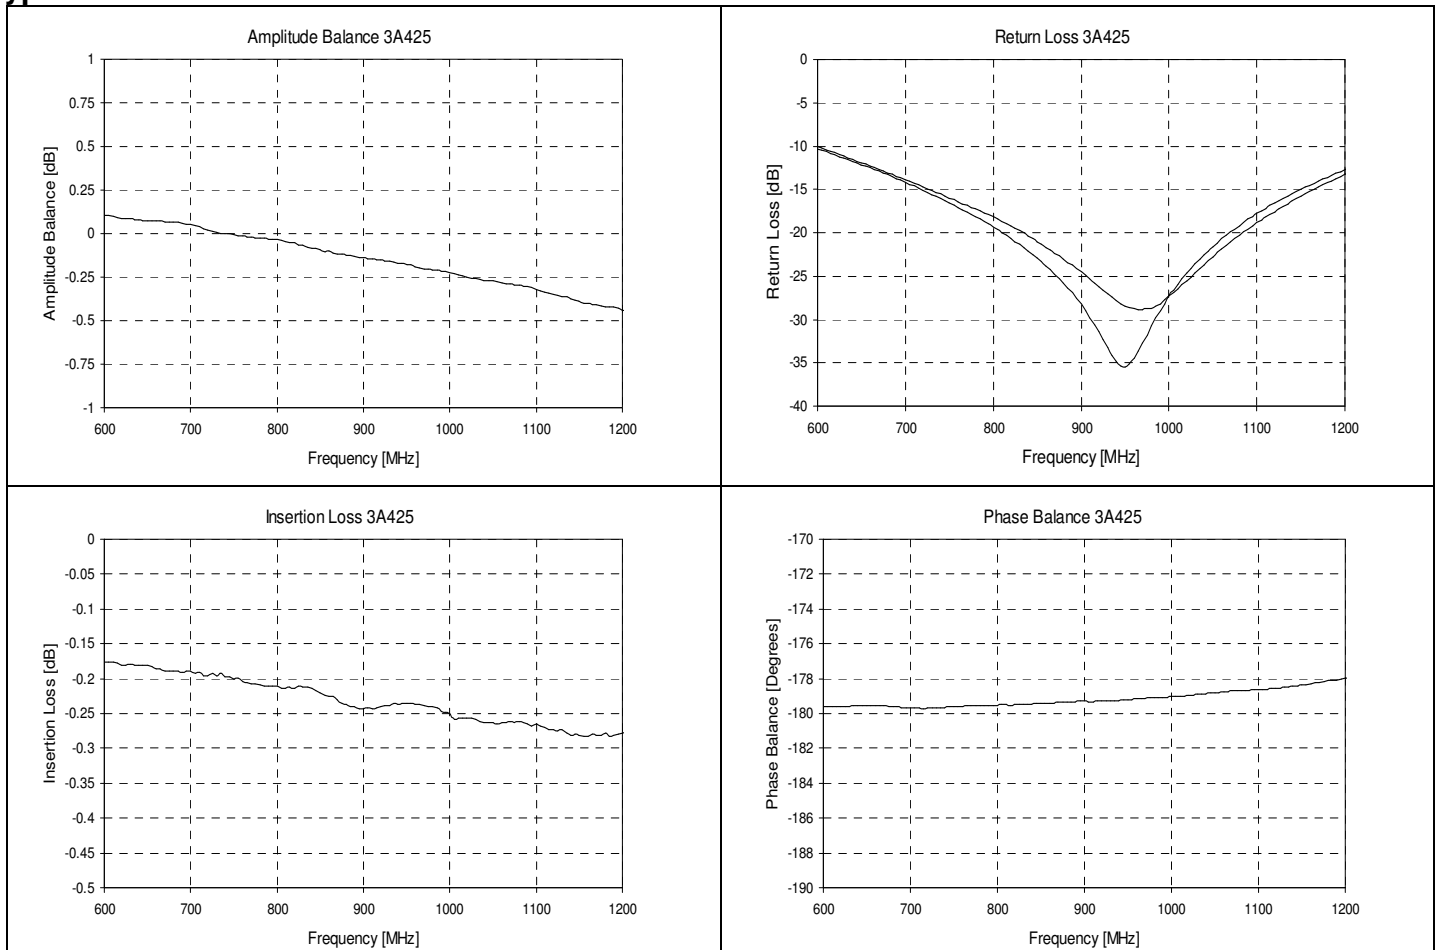 Amplitude Balance 3A425
1
0.75
0.5
0.25
0
-0.25
-0.5
-0.75
-1
Amplitude Balance [dB]
600 700 800 900 1000 1100 1200
Frequency [MHz]
Return Loss 3A425
0
-5
-10
-15
-20
-25
-30
-35
-40
Return Loss [dB]
600 700 800 900 1000 1100 1200
Frequency [MHz]
Insertion Loss 3A425
0
-0.05
-0.1
-0.15
-0.2
-0.25
-0.3
-0.35
-0.4
-0.45
-0.5
Insertion Loss [dB]
600 700 800 900 1000 1100 1200
Frequency [MHz]
Phase Balance 3A425
-170
-172
-174
-176
-178
-180
-182
-184
-186
-188
-190
Phase Balance [Degrees]
600 700 800 900 1000 1100 1200
Frequency [MHz]